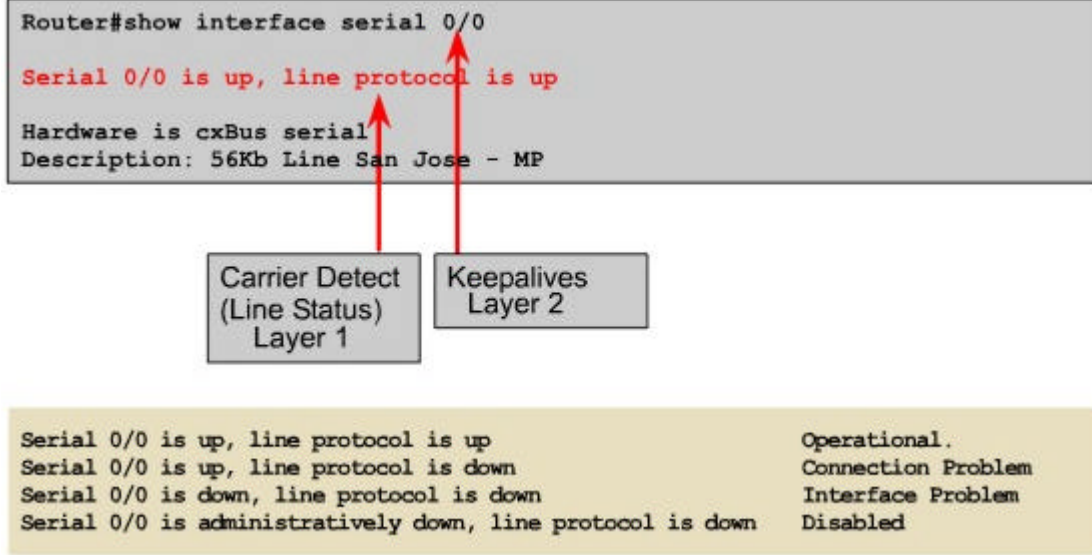 Router#show interface serial 0/0
Serial 0/0 is up, line protocol is up
Hardware is cxBus serial
Description: 56Kb Line San Jose - MP
Carrier Detect
(Line Status)
Layer 1
Keepalives
Layer 2
Serial 0/0 is up, line protocol is up Operational.
Serial 0/0 is up, line protocol is down Connection Problem
Serial 0/0 is down, line protocol is down Interface Problem
Serial 0/0 is administratively down, line protocol is down Disabled